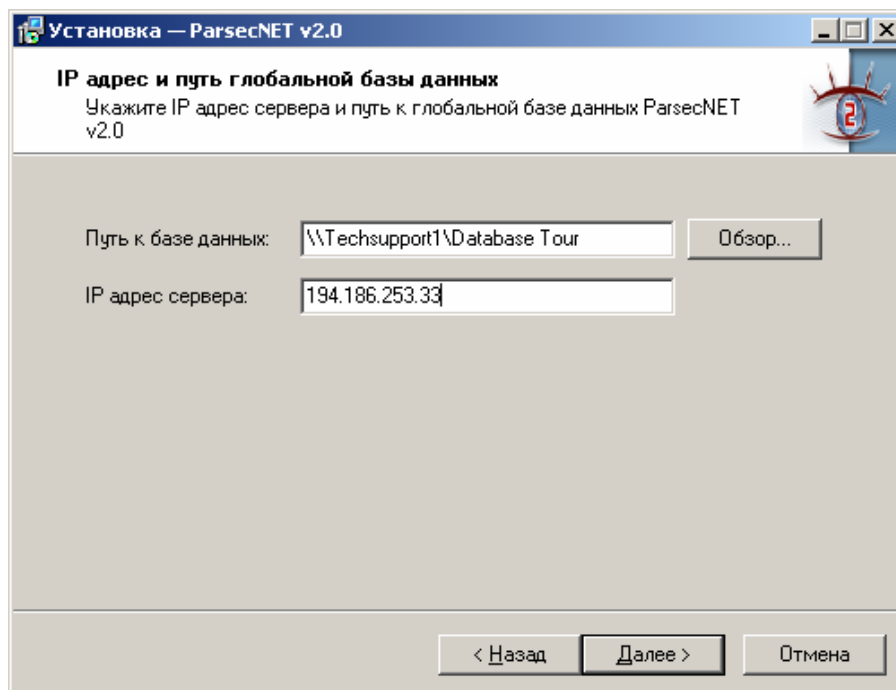 Установка — ParsecNET v2.0
IP адрес и путь глобальной базы данных
Укажите IP адрес сервера и путь к глобальной базе данных ParsecNET
v2.0
2
Путь к базе данных: \\Techsupport1\Database Tour Обзор...
IP адрес сервера: 194.186.253.33
< Назад Далее > Отмена